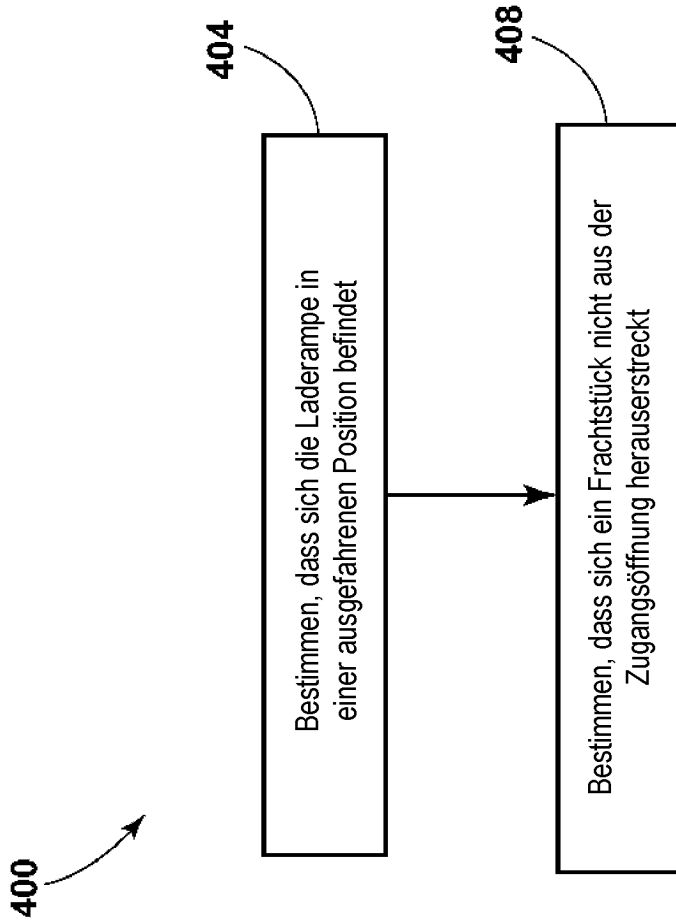 400
404
Bestimmen, dass sich die Laderampe in
einer ausgefahrenen Position befindet
408
Bestimmen, dass sich ein Frachtstück nicht aus der
Zugangsöffnung herauserstreckt